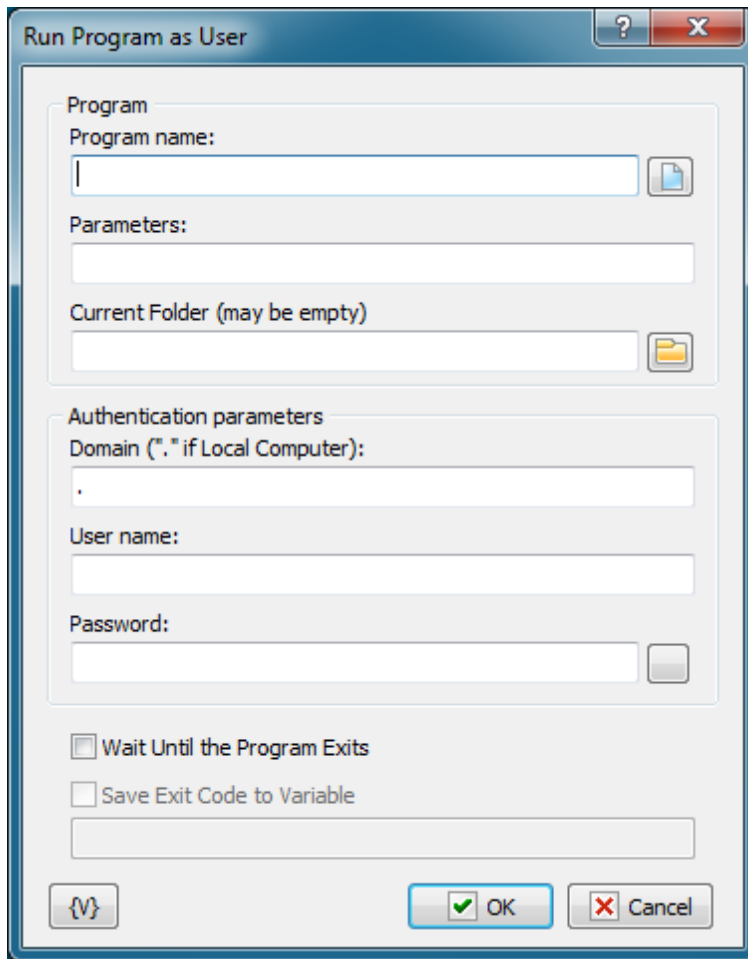 Run Program as User
?
Program
Program name:
Parameters:
Current Folder (may be empty)
Authentication parameters
Domain ("." if Local Computer):
.
User name:
Password:
Wait Until the Program Exits
Save Exit Code to Variable
{V} OK Cancel